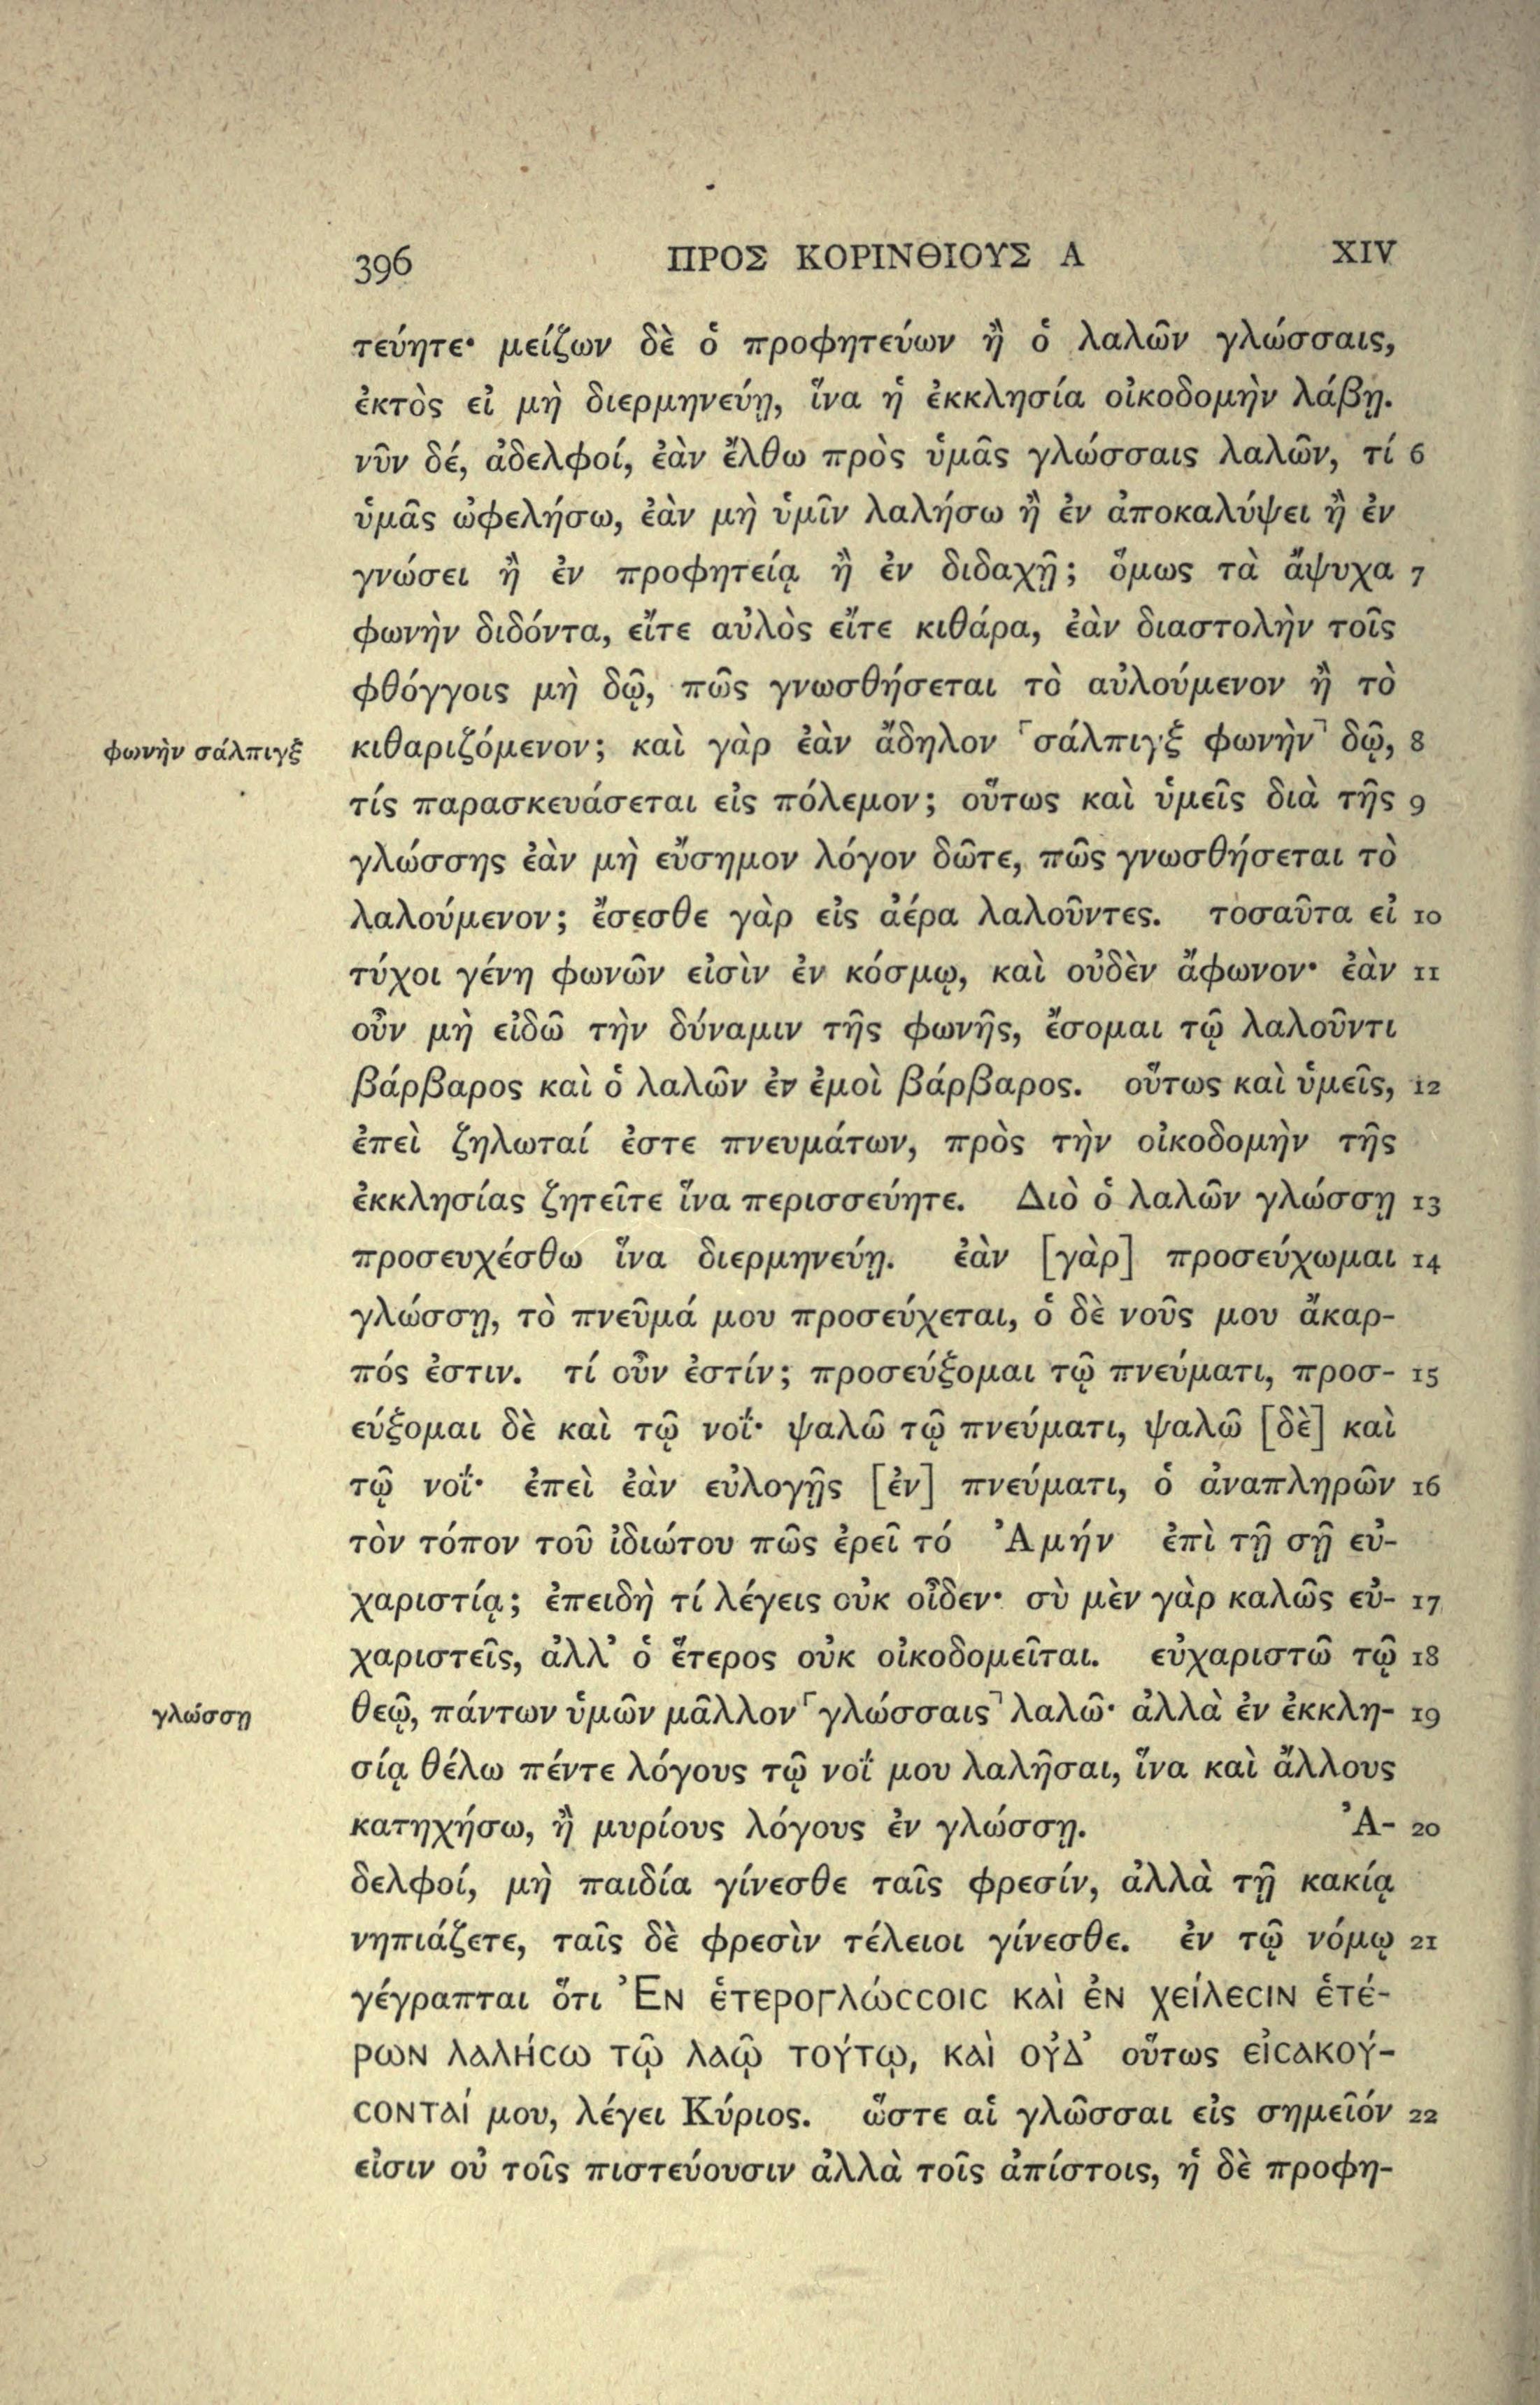 396 ΠΡΟΣ ΚΟΡΙΝΘΙΟΥΣ Α XIV
τεύητε· μείζων δὲ ὁ προφητεύων ἢ ὁ λαλῶν γλώσσαις,
ἐκτὸς εἰ μὴ διερμηνεύῃ, ἵνα ἡ ἐκκλησία οἰκοδομὴν λάβῃ.
νῦν δέ, ἀδελφοί, ἐὰν ἔλθω πρὸς ὑμᾶς γλώσσαις λαλῶν, τί 6
ὑμᾶς ὠφελήσω, ἐὰν μὴ ὑμῖν λαλήσω ἢ ἐν ἀποκαλύψει ἢ ἐν
γνώσει ἢ ἐν προφητείᾳ ἢ ἐν διδαχῇ; ὅμως τὰ ἄψυχα 7
φωνὴν διδόντα, εἴτε αὐλὸς εἴτε κιθάρα, ἐὰν διαστολὴν τοῖς
φθόγγοις μὴ δῷ, πῶς γνωσθήσεται τὸ αὐλούμενον ἢ τὸ
φωνὴν σάλπιγξ κιθαριζόμενον; καὶ γὰρ ἐὰν ἄδηλον ⸢σάλπιγξ φωνὴν⸣ δῷ, 8
τίς παρασκευάσεται εἰς πόλεμον; οὕτως καὶ ὑμεῖς διὰ τῆς 9
γλώσσης ἐὰν μὴ εὔσημον λόγον δῶτε, πῶς γνωσθήσεται τὸ
λαλούμενον; ἔσεσθε γὰρ εἰς ἀέρα λαλοῦντες. τοσαῦτα εἰ 10
τύχοι γένη φωνῶν εἰσὶν ἐν κόσμῳ, καὶ οὐδὲν ἄφωνον· ἐὰν 11
οὖν μὴ εἰδῶ τὴν δύναμιν τῆς φωνῆς, ἔσομαι τῷ λαλοῦντι
βάρβαρος καὶ ὁ λαλῶν ἐν ἐμοὶ βάρβαρος. οὕτως καὶ ὑμεῖς, 12
ἐπεὶ ζηλωταί ἐστε πνευμάτων, πρὸς τὴν οἰκοδομὴν τῆς
ἐκκλησίας ζητεῖτε ἵνα περισσεύητε. Διὸ ὁ λαλῶν γλώσσῃ 13
προσευχέσθω ἵνα διερμηνεύῃ. ἐὰν [γὰρ] προσεύχωμαι 14
γλώσσῃ, τὸ πνεῦμά μου προσεύχεται, ὁ δὲ νοῦς μου ἄκαρ-
πός ἐστιν. τί οὖν ἐστίν; προσεύξομαι τῷ πνεύματι, προσ- 15
εύξομαι δὲ καὶ τῷ νοΐ· ψαλῶ τῷ πνεύματι, ψαλῶ [δὲ] καὶ
τῷ νοΐ· ἐπεὶ ἐὰν εὐλογῇς [ἐν] πνεύματι, ὁ ἀναπληρῶν 16
τὸν τόπον τοῦ ἰδιώτου πῶς ἐρεῖ τό Ἀμήν ἐπὶ τῇ σῇ εὐ-
χαριστίᾳ; ἐπειδὴ τί λέγεις οὐκ οἶδεν· σὺ μὲν γὰρ καλῶς εὐ- 17
χαριστεῖς, ἀλλ’ ὁ ἕτερος οὐκ οἰκοδομεῖται. εὐχαριστῶ τῷ 18
γλώσσῃ θεῷ, πάντων ὑμῶν μᾶλλον ⸢γλώσσαις⸣ λαλῶ· ἀλλὰ ἐν ἐκκλη- 19
σίᾳ θέλω πέντε λόγους τῷ νοΐ μου λαλῆσαι, ἵνα καὶ ἄλλους
κατηχήσω, ἢ μυρίους λόγους ἐν γλώσσῃ. Ἀ- 20
δελφοί, μὴ παιδία γίνεσθε ταῖς φρεσίν, ἀλλὰ τῇ κακίᾳ
νηπιάζετε, ταῖς δὲ φρεσὶν τέλειοι γίνεσθε. ἐν τῷ νόμῳ 21
γέγραπται ὅτι Ἐν ἑτερογλώϲϲοιϲ καὶ ἐν χείλεϲιν ἑτέ-
ρων λαλήϲω τῷ λαῷ τούτῳ, καὶ οὐδ’ οὕτως εἰϲακού-
ϲονταί μου, λέγει Κύριος. ὥστε αἱ γλῶσσαι εἰς σημεῖόν 22
εἰσιν οὐ τοῖς πιστεύουσιν ἀλλὰ τοῖς ἀπίστοις, ἡ δὲ προφη-